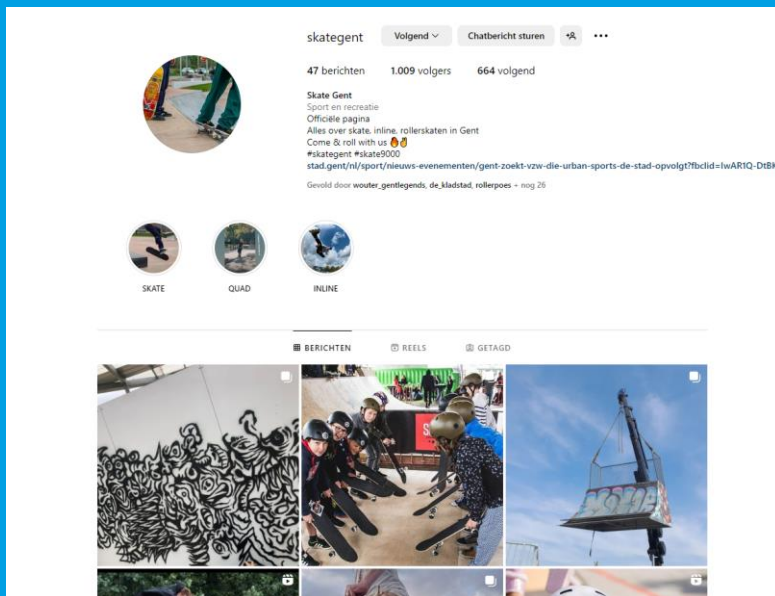 skategent Volgend Chatbericht sturen
47 berichten 1.009 volgers 664 volgend
Skate Gent
Sport en recreatie
Officiële pagina
Alles over skate, inline, rollerskaten in Gent
Come & roll with us 🔥✌
#skategent #skate9000
stad.gent/nl/sport/nieuws-evenementen/gent-zoekt-vzw-die-urban-sports-de-stad-opvolgt?fbclid=IwAR1Q-DtB
Gevold door wouter_gentlegends, de_kladstad, rollerpoes + nog 26
SKATE QUAD INLINE
BERICHTEN REELS GETAGD